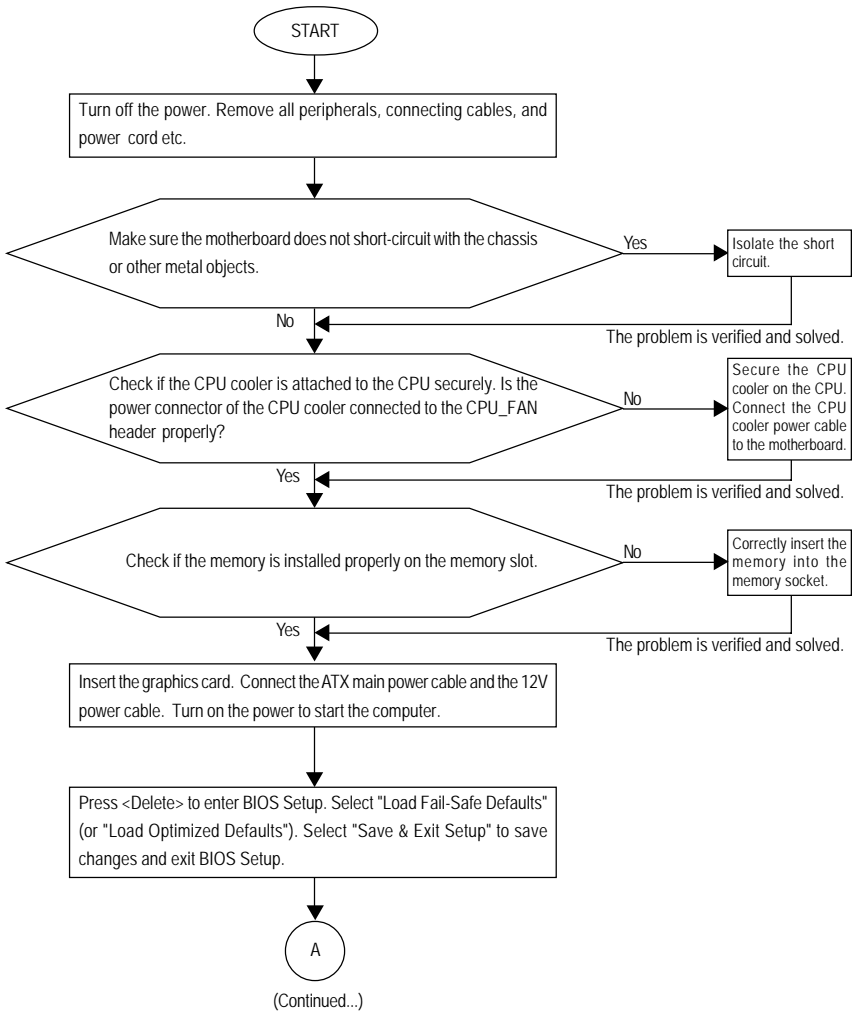 START
Turn off the power. Remove all peripherals, connecting cables, and
power cord etc.
Make sure the motherboard does not short-circuit with the chassis
or other metal objects.
Yes
Isolate the short
circuit.
No
The problem is verified and solved.
Check if the CPU cooler is attached to the CPU securely. Is the
power connector of the CPU cooler connected to the CPU_FAN
header properly?
No
Secure the CPU
cooler on the CPU.
Connect the CPU
cooler power cable
to the motherboard.
Yes
The problem is verified and solved.
Check if the memory is installed properly on the memory slot.
No
Correctly insert the
memory into the
memory socket.
Yes
The problem is verified and solved.
Insert the graphics card. Connect the ATX main power cable and the 12V
power cable. Turn on the power to start the computer.
Press <Delete> to enter BIOS Setup. Select "Load Fail-Safe Defaults"
(or "Load Optimized Defaults"). Select "Save & Exit Setup" to save
changes and exit BIOS Setup.
A
(Continued...)